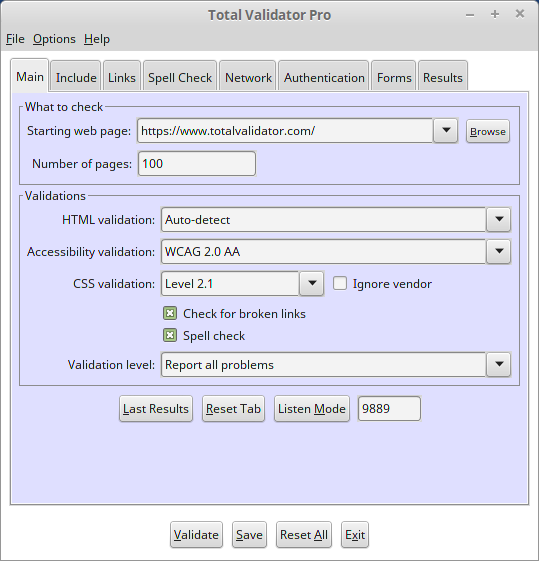 Total Validator Pro
File Options Help
Main Include Links Spell Check Network Authentication Forms Results
What to check
Starting web page: https://www.totalvalidator.com/ Browse
Number of pages: 100
Validations
HTML validation: Auto-detect
Accessibility validation: WCAG 2.0 AA
CSS validation: Level 2.1 Ignore vendor
Check for broken links
Spell check
Validation level: Report all problems
Last Results Reset Tab Listen Mode 9889
Validate Save Reset All Exit